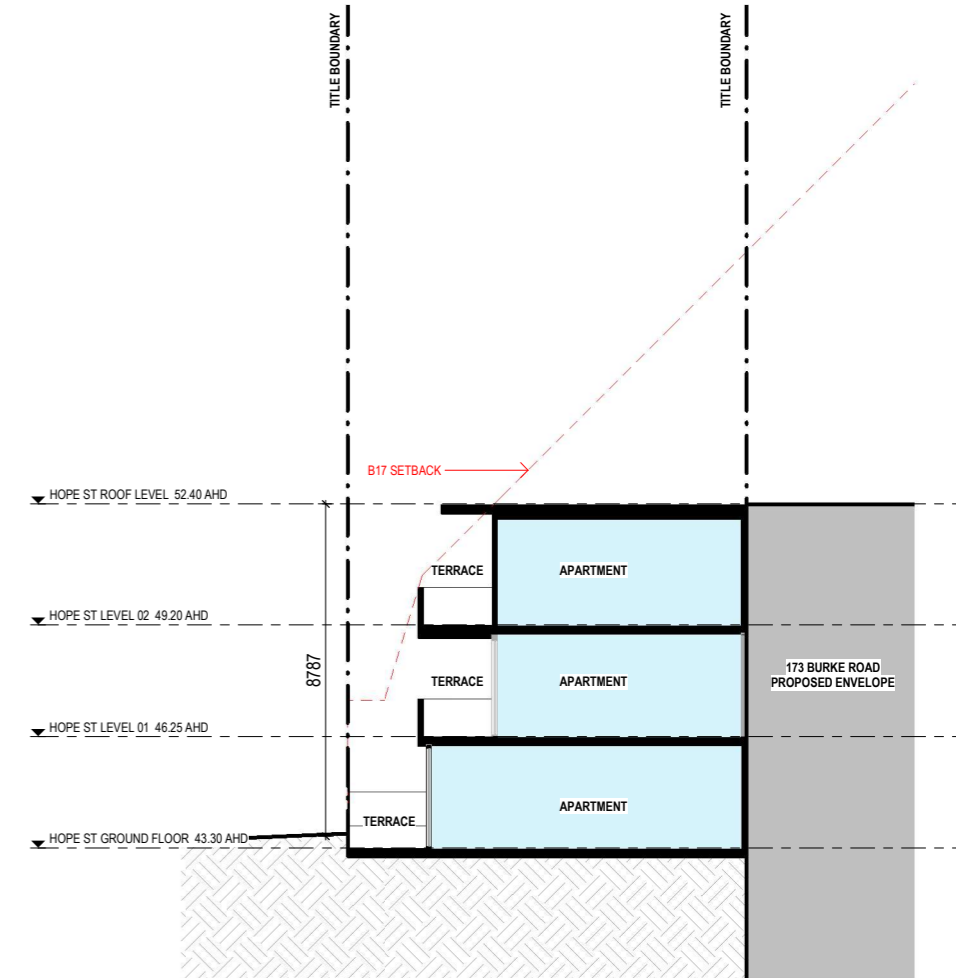 TITLE BOUNDARY
TITLE BOUNDARY
B17 SETBACK
HOPE ST ROOF LEVEL 52.40 AHD
TERRACE
APARTMENT
HOPE ST LEVEL 02 49.20 AHD
8787
TERRACE
APARTMENT
173 BURKE ROAD
PROPOSED ENVELOPE
HOPE ST LEVEL 01 46.25 AHD
TERRACE
APARTMENT
HOPE ST GROUND FLOOR 43.30 AHD